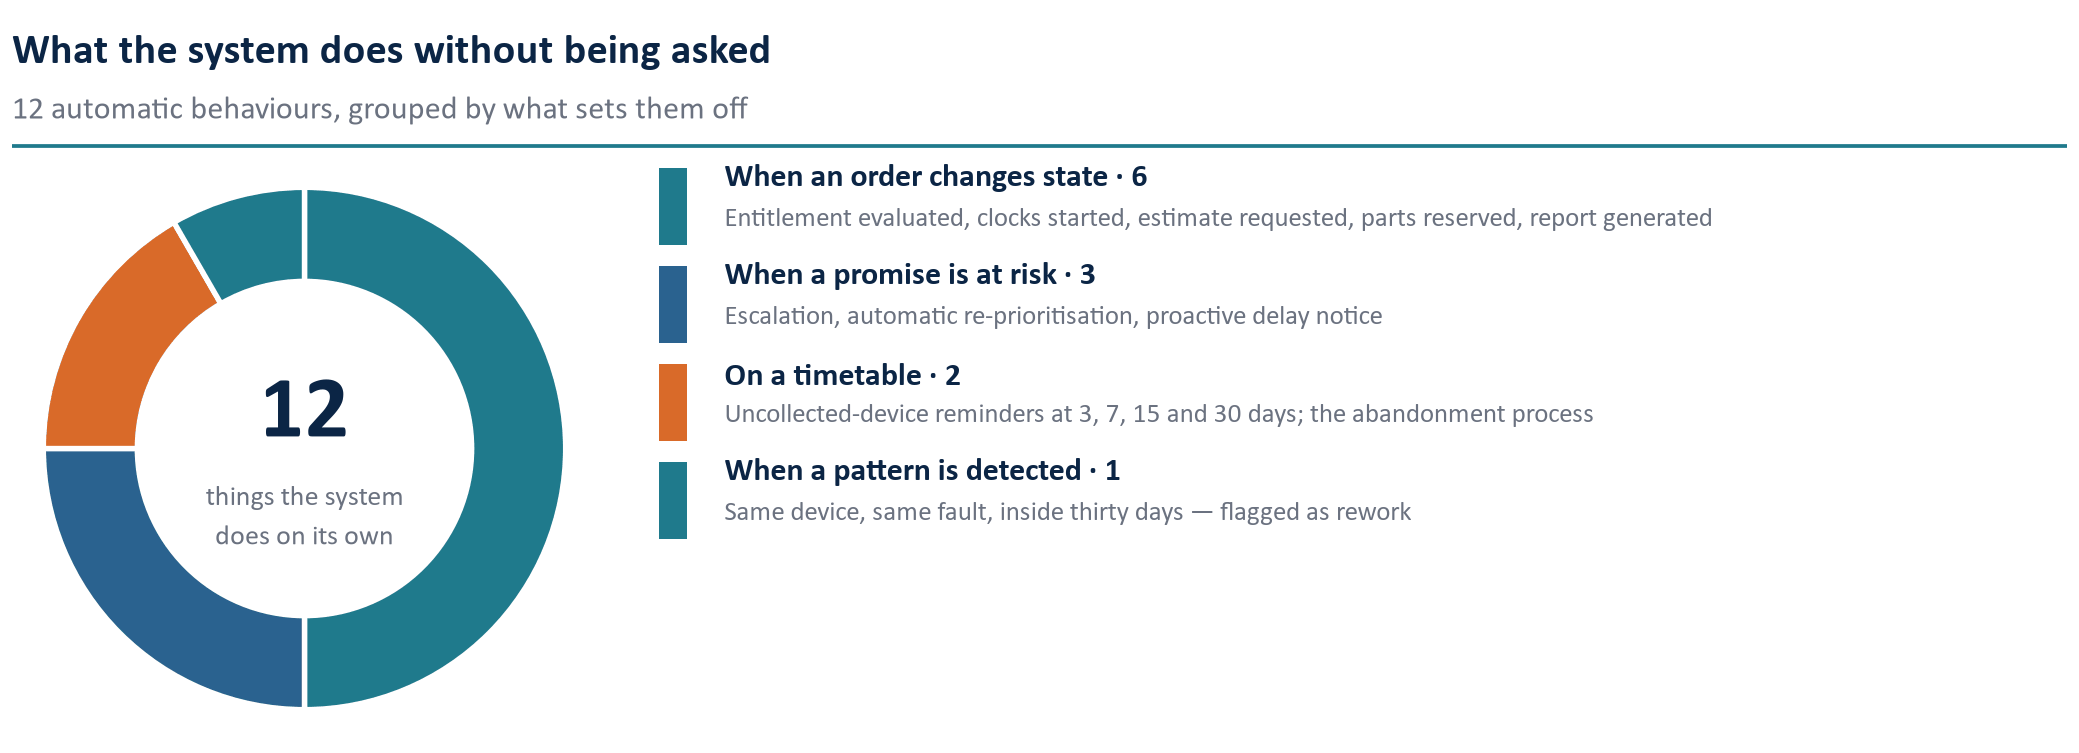 What the system does without being asked
12 automatic behaviours, grouped by what sets them off
When an order changes state · 6
Entitlement evaluated, clocks started, estimate requested, parts reserved, report generated
When a promise is at risk · 3
Escalation, automatic re-prioritisation, proactive delay notice
On a timetable · 2
Uncollected-device reminders at 3, 7, 15 and 30 days; the abandonment process
When a pattern is detected · 1
Same device, same fault, inside thirty days — flagged as rework
12
things the system
does on its own